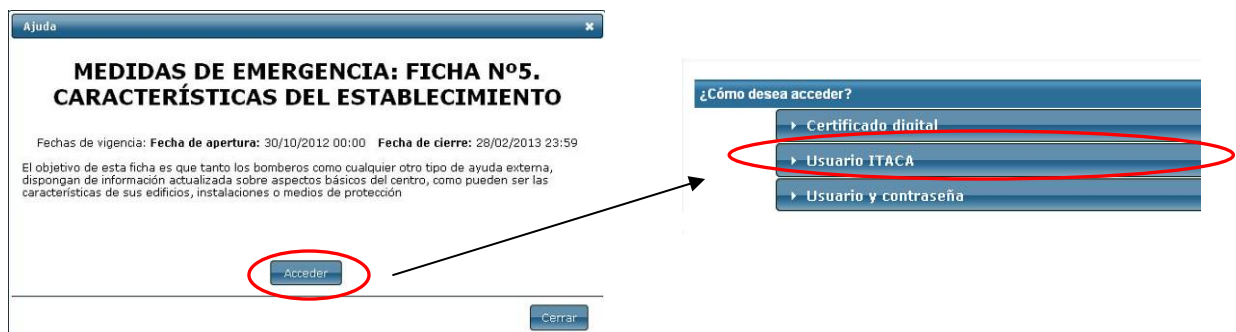 Ajuda
MEDIDAS DE EMERGENCIA: FICHA Nº5.
CARACTERÍSTICAS DEL ESTABLECIMIENTO
Fechas de vigencia: Fecha de apertura: 30/10/2012 00:00 Fecha de cierre: 28/02/2013 23:59
El objetivo de esta ficha es que tanto los bomberos como cualquier otro tipo de ayuda externa,
dispongan de información actualizada sobre aspectos básicos del centro, como pueden ser las
características de sus edificios, instalaciones o medios de protección
Acceder
Cerrar
¿Cómo desea acceder?
Certificado digital
Usuario ITACA
Usuario y contraseña